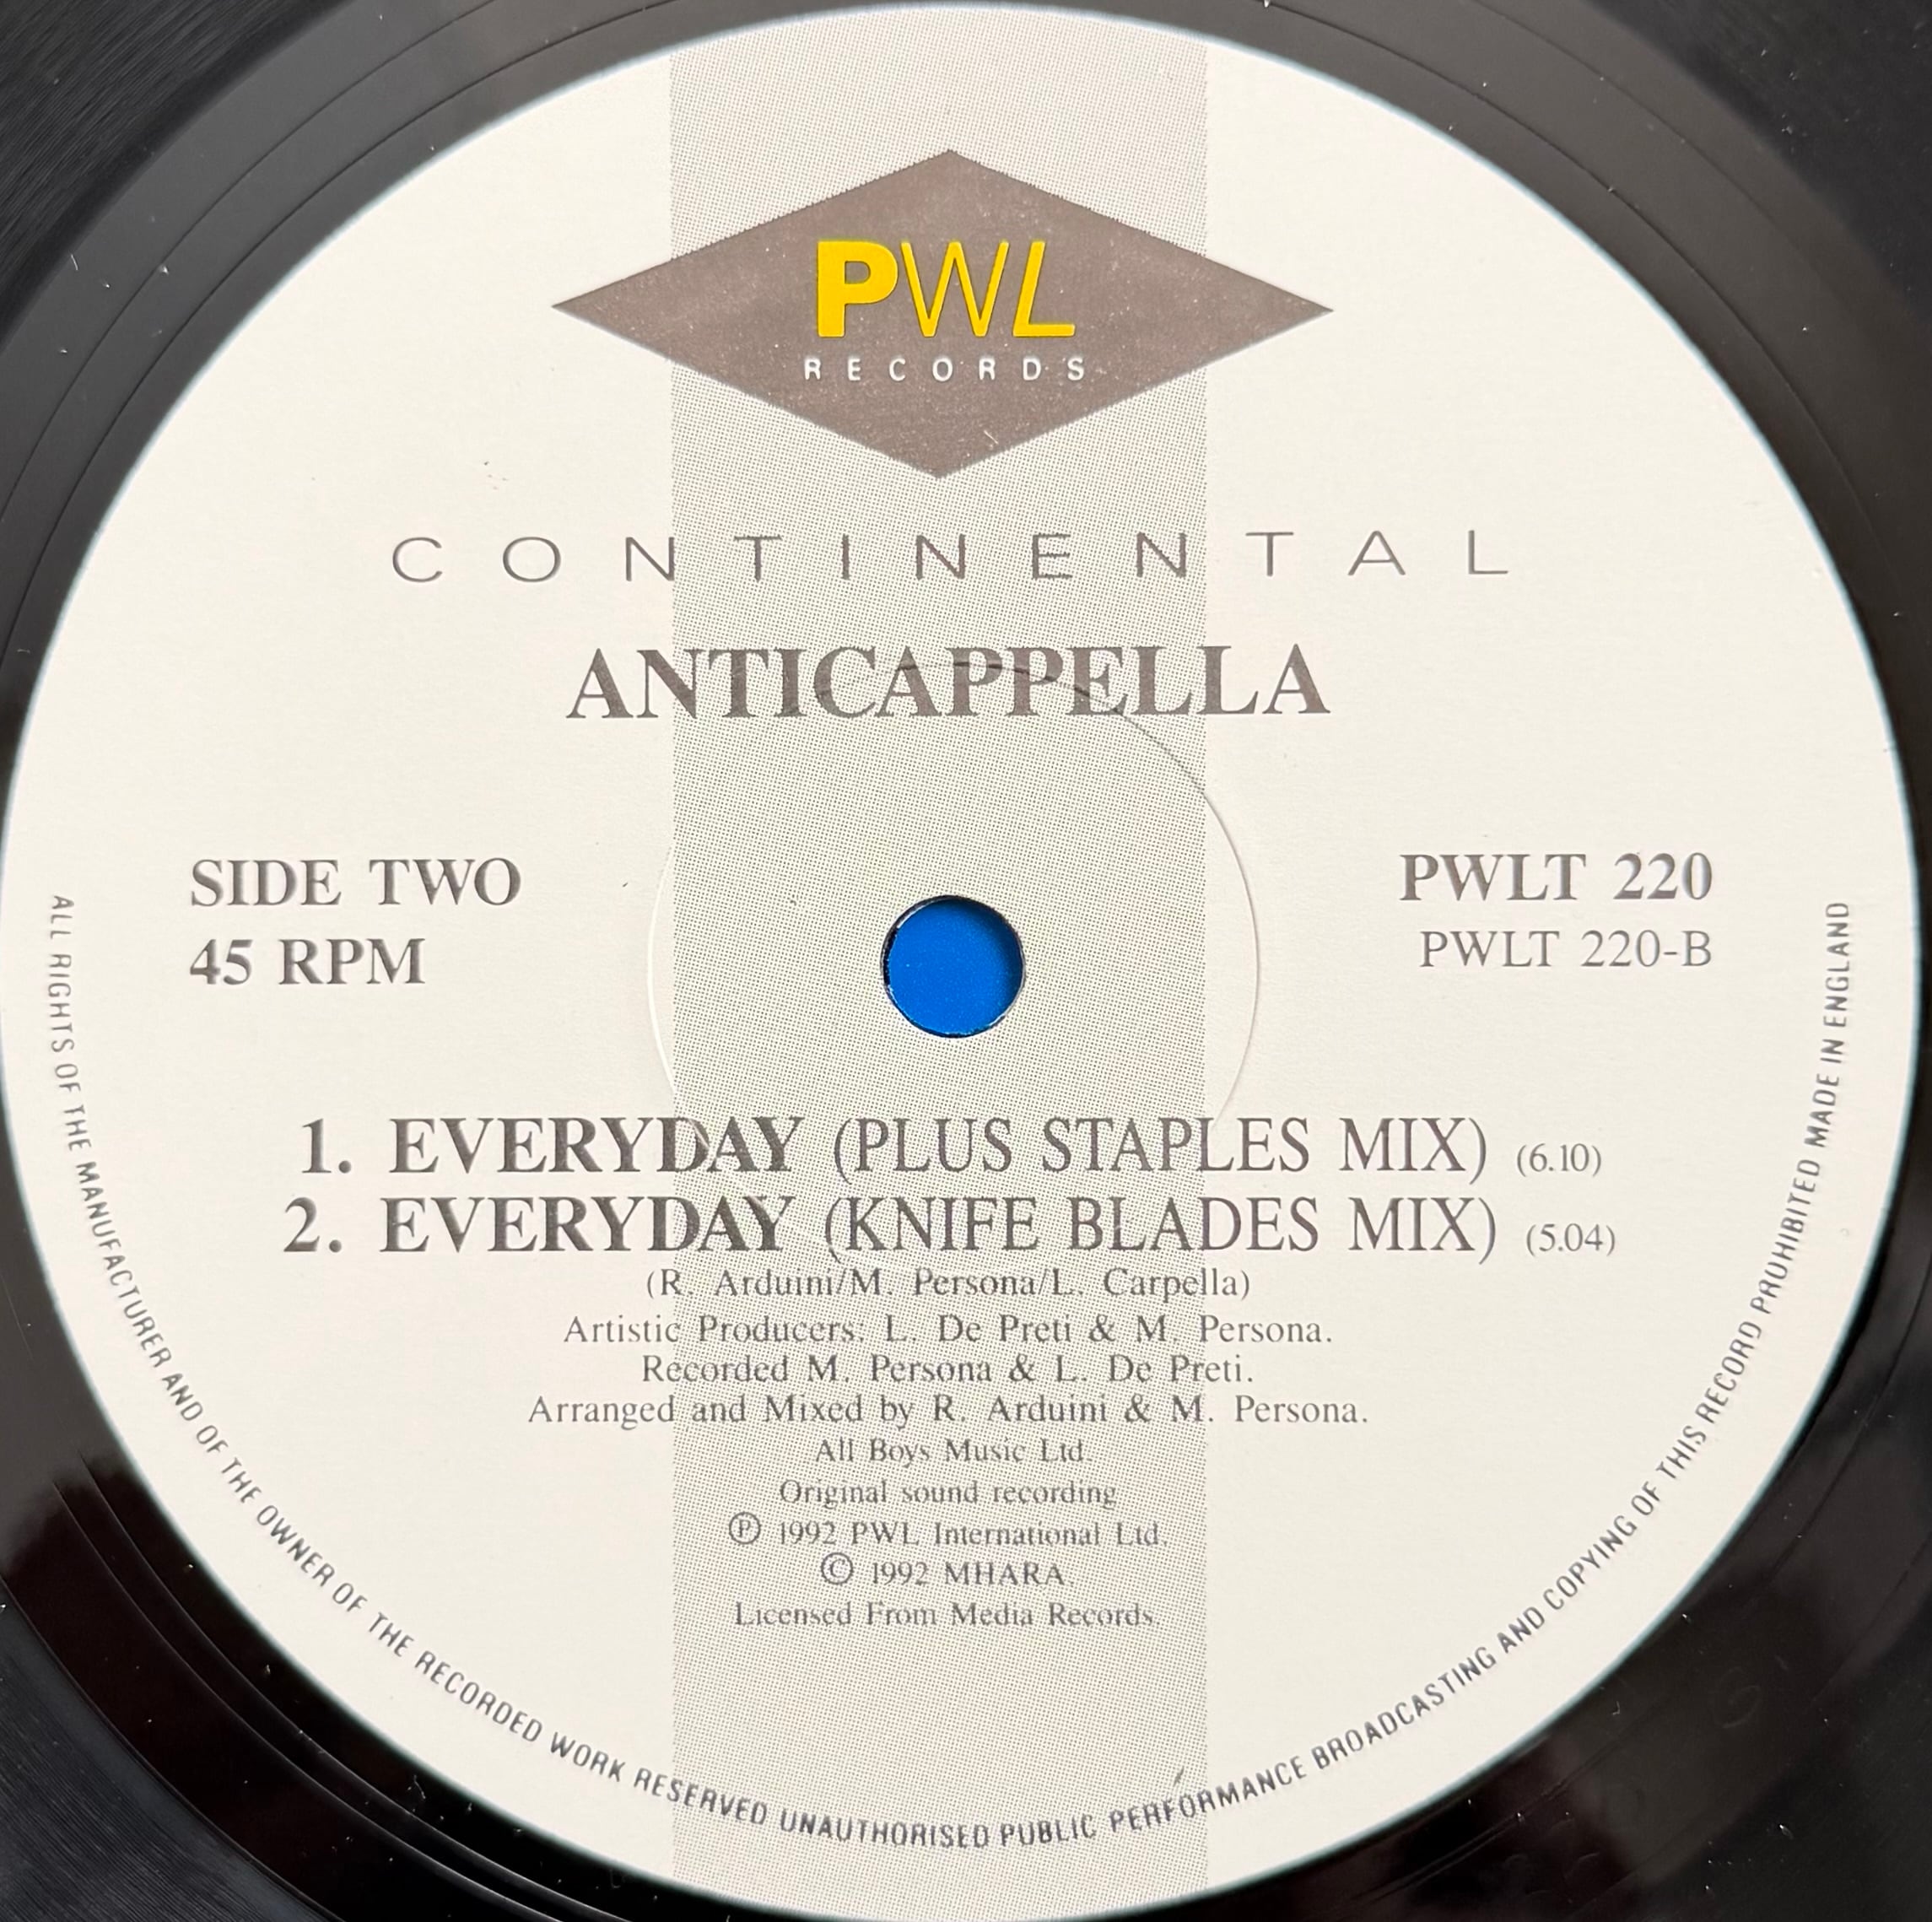 PWL
RECORDS
CONTINENTAL
ANTICAPPELLA
SIDE TWO
45 RPM
PWLT 220
PWLT 220-B
1. EVERYDAY (PLUS STAPLES MIX) (6.10)
2. EVERYDAY (KNIFE BLADES MIX) (5.04)
(R. Arduini/M. Persona/L. Carpella)
Artistic Producers: L. De Preti & M. Persona.
Recorded M. Persona & L. De Preti.
Arranged and Mixed by R. Arduini & M. Persona.
All Boys Music Ltd.
Original sound recording
Ⓟ 1992 PWL International Ltd.
© 1992 MHARA.
Licensed From Media Records
ALL RIGHTS OF THE MANUFACTURER AND OF THE OWNER OF THE RECORDED WORK RESERVED UNAUTHORISED PUBLIC PERFORMANCE BROADCASTING AND COPYING OF THIS RECORD PROHIBITED MADE IN ENGLAND